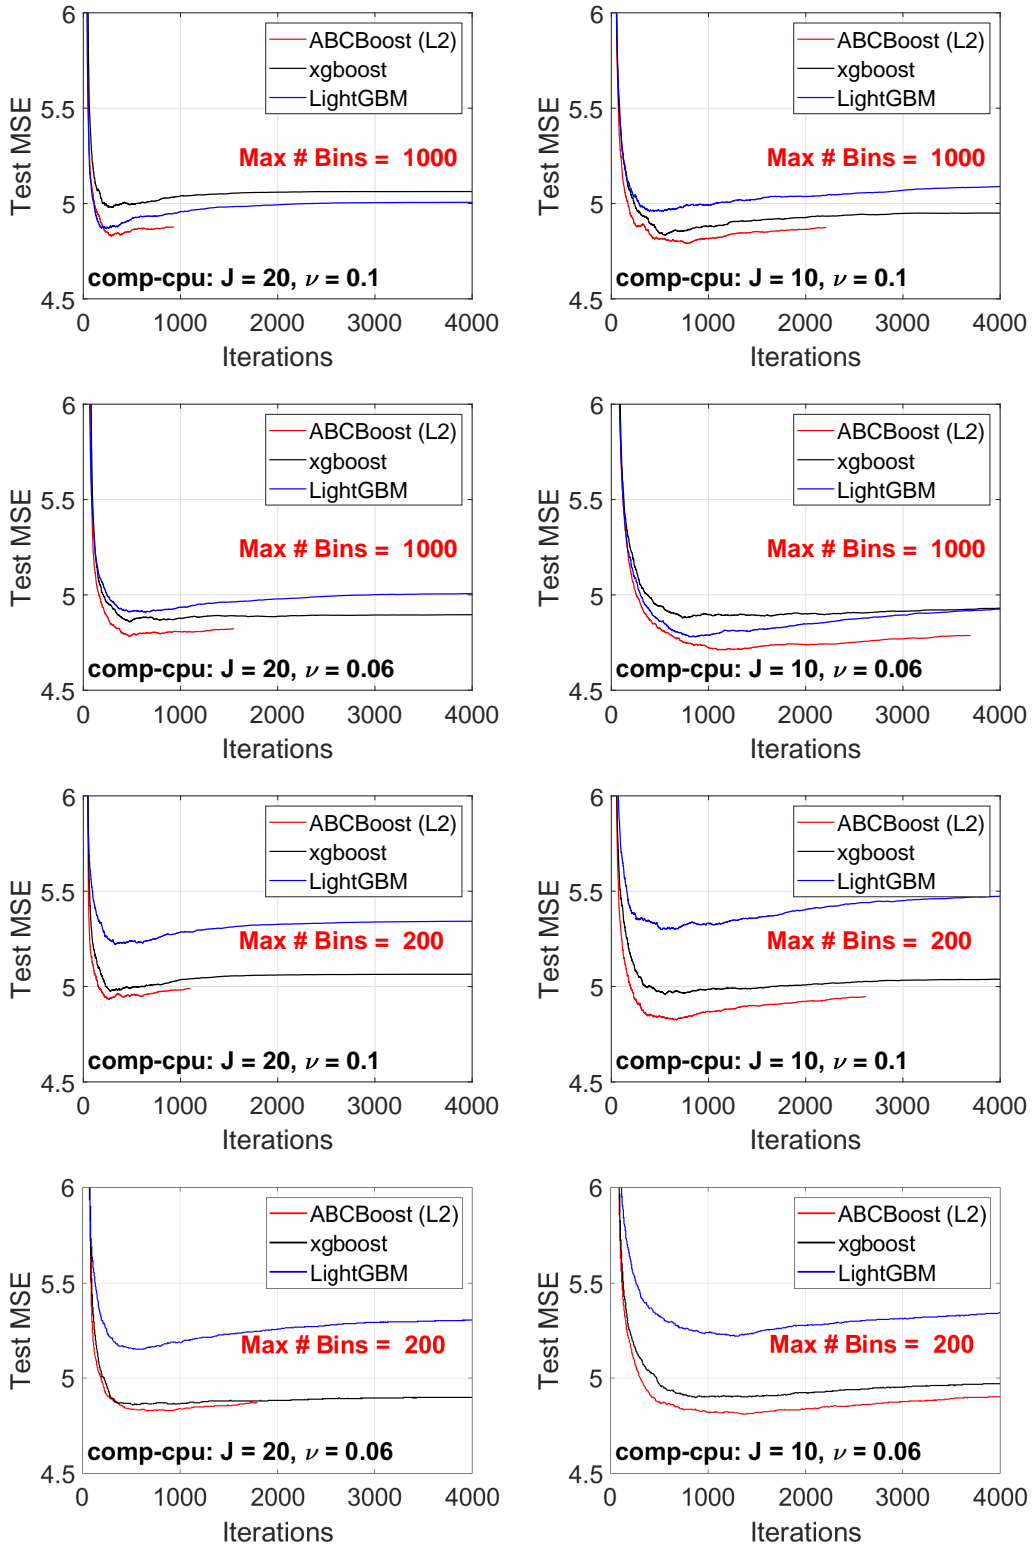 6
5.5
5
4.5
Test MSE
ABCBoost (L2)
xgboost
LightGBM
Max # Bins = 1000
comp-cpu: J = 20, ν = 0.1
0 1000 2000 3000 4000
Iterations
6
5.5
5
4.5
Test MSE
ABCBoost (L2)
xgboost
LightGBM
Max # Bins = 1000
comp-cpu: J = 10, ν = 0.1
0 1000 2000 3000 4000
Iterations
6
5.5
5
4.5
Test MSE
ABCBoost (L2)
xgboost
LightGBM
Max # Bins = 1000
comp-cpu: J = 20, ν = 0.06
0 1000 2000 3000 4000
Iterations
6
5.5
5
4.5
Test MSE
ABCBoost (L2)
xgboost
LightGBM
Max # Bins = 1000
comp-cpu: J = 10, ν = 0.06
0 1000 2000 3000 4000
Iterations
6
5.5
5
4.5
Test MSE
ABCBoost (L2)
xgboost
LightGBM
Max # Bins = 200
comp-cpu: J = 20, ν = 0.1
0 1000 2000 3000 4000
Iterations
6
5.5
5
4.5
Test MSE
ABCBoost (L2)
xgboost
LightGBM
Max # Bins = 200
comp-cpu: J = 10, ν = 0.1
0 1000 2000 3000 4000
Iterations
6
5.5
5
4.5
Test MSE
ABCBoost (L2)
xgboost
LightGBM
Max # Bins = 200
comp-cpu: J = 20, ν = 0.06
0 1000 2000 3000 4000
Iterations
6
5.5
5
4.5
Test MSE
ABCBoost (L2)
xgboost
LightGBM
Max # Bins = 200
comp-cpu: J = 10, ν = 0.06
0 1000 2000 3000 4000
Iterations